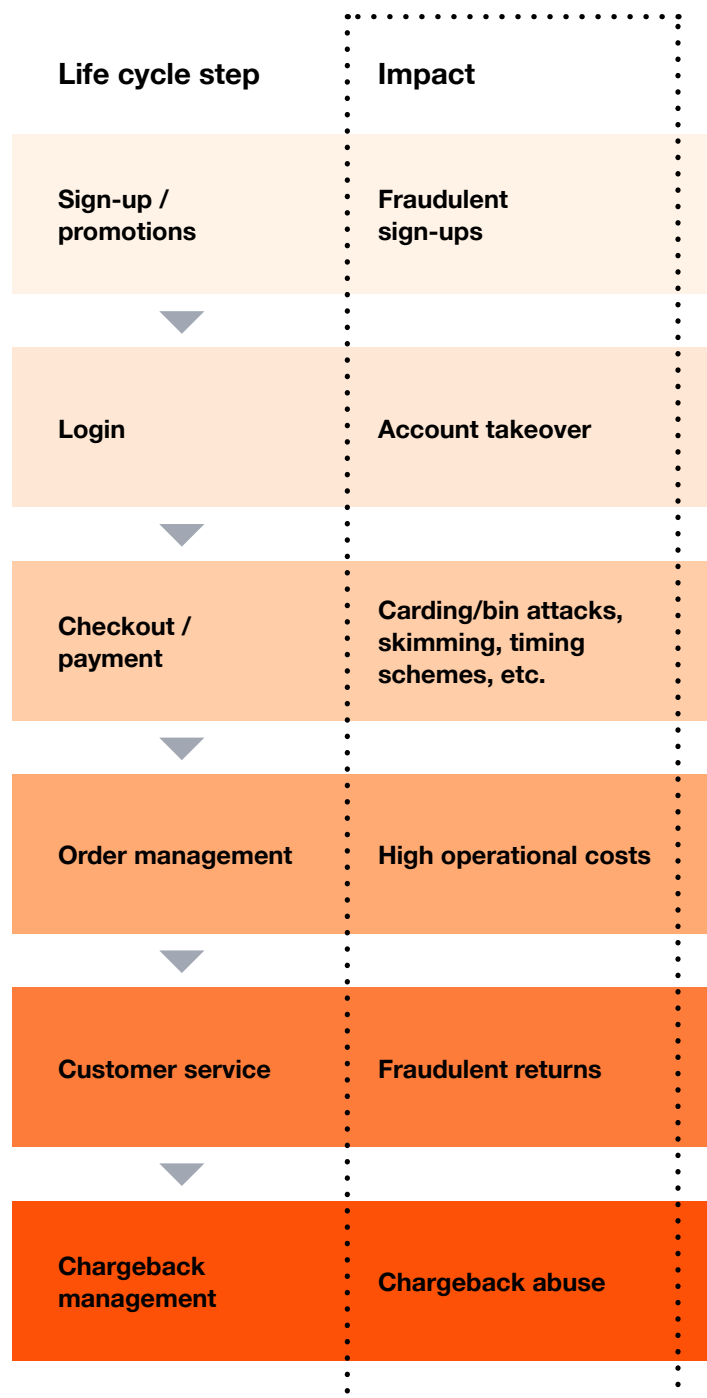 Life cycle step
Impact
Sign-up /
promotions
Fraudulent
sign-ups
Login
Account takeover
Checkout /
payment
Carding/bin attacks,
skimming, timing
schemes, etc.
Order management
High operational costs
Customer service
Fraudulent returns
Chargeback
management
Chargeback abuse